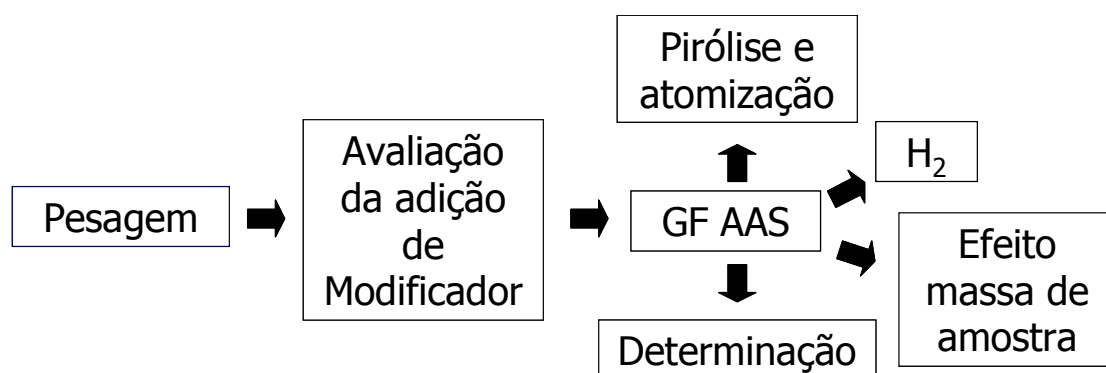 Pesagem
Avaliação
da adição
de
Modificador
GF AAS
Pirólise e
atomização
H₂
Efeito
massa de
amostra
Determinação